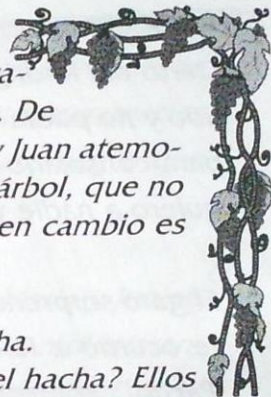 a-
De
y Juan atemo-
árbol, que no
en cambio es
ha.
el hacha? Ellos